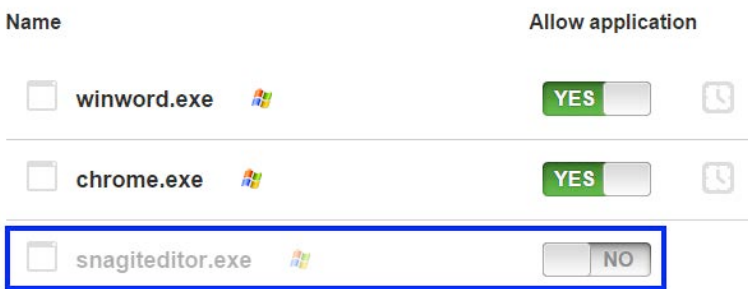 Name Allow application
winword.exe YES
chrome.exe YES
snagiteditor.exe NO